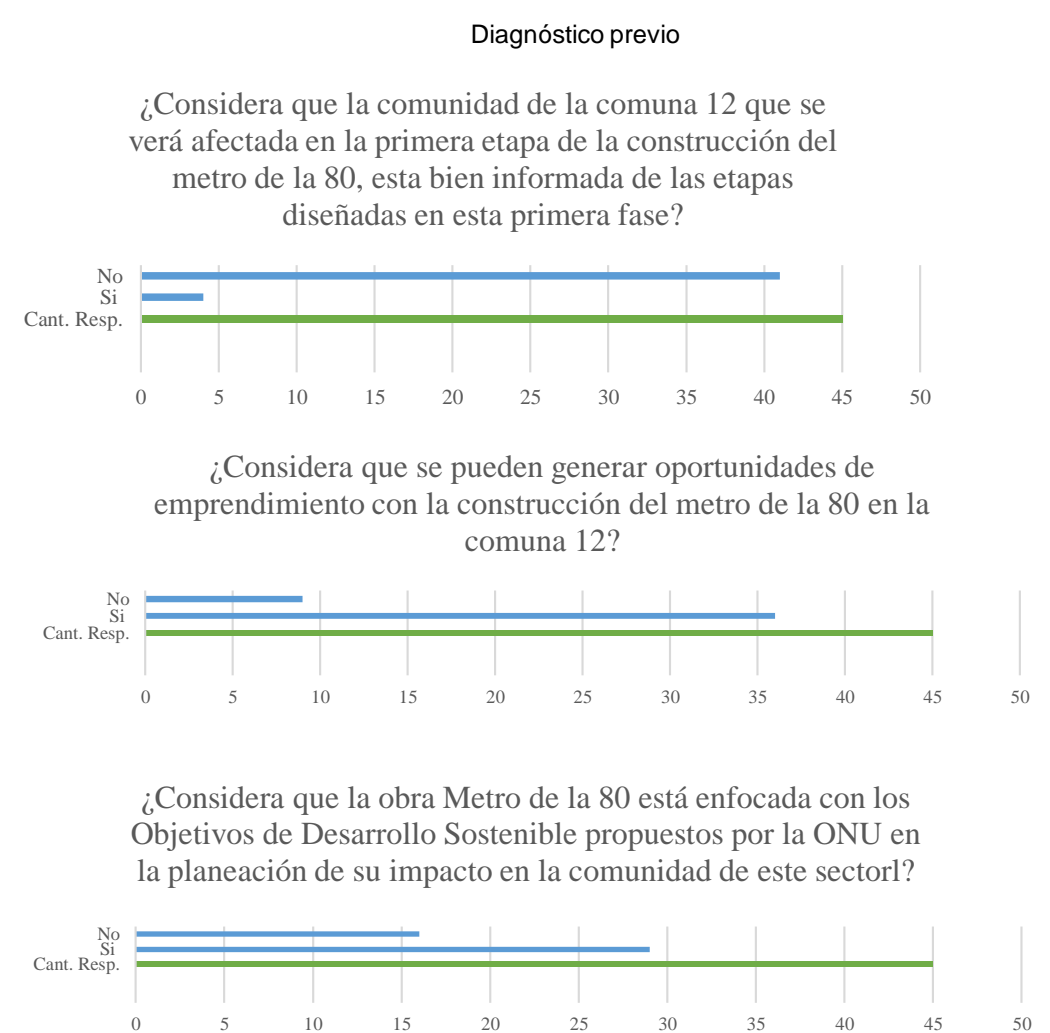 Diagnóstico previo
¿Considera que la comunidad de la comuna 12 que se
verá afectada en la primera etapa de la construcción del
metro de la 80, esta bien informada de las etapas
diseñadas en esta primera fase?
No
Si
Cant. Resp.
0 5 10 15 20 25 30 35 40 45 50
¿Considera que se pueden generar oportunidades de
emprendimiento con la construcción del metro de la 80 en la
comuna 12?
No
Si
Cant. Resp.
0 5 10 15 20 25 30 35 40 45 50
¿Considera que la obra Metro de la 80 está enfocada con los
Objetivos de Desarrollo Sostenible propuestos por la ONU en
la planeación de su impacto en la comunidad de este sectorl?
No
Si
Cant. Resp.
0 5 10 15 20 25 30 35 40 45 50